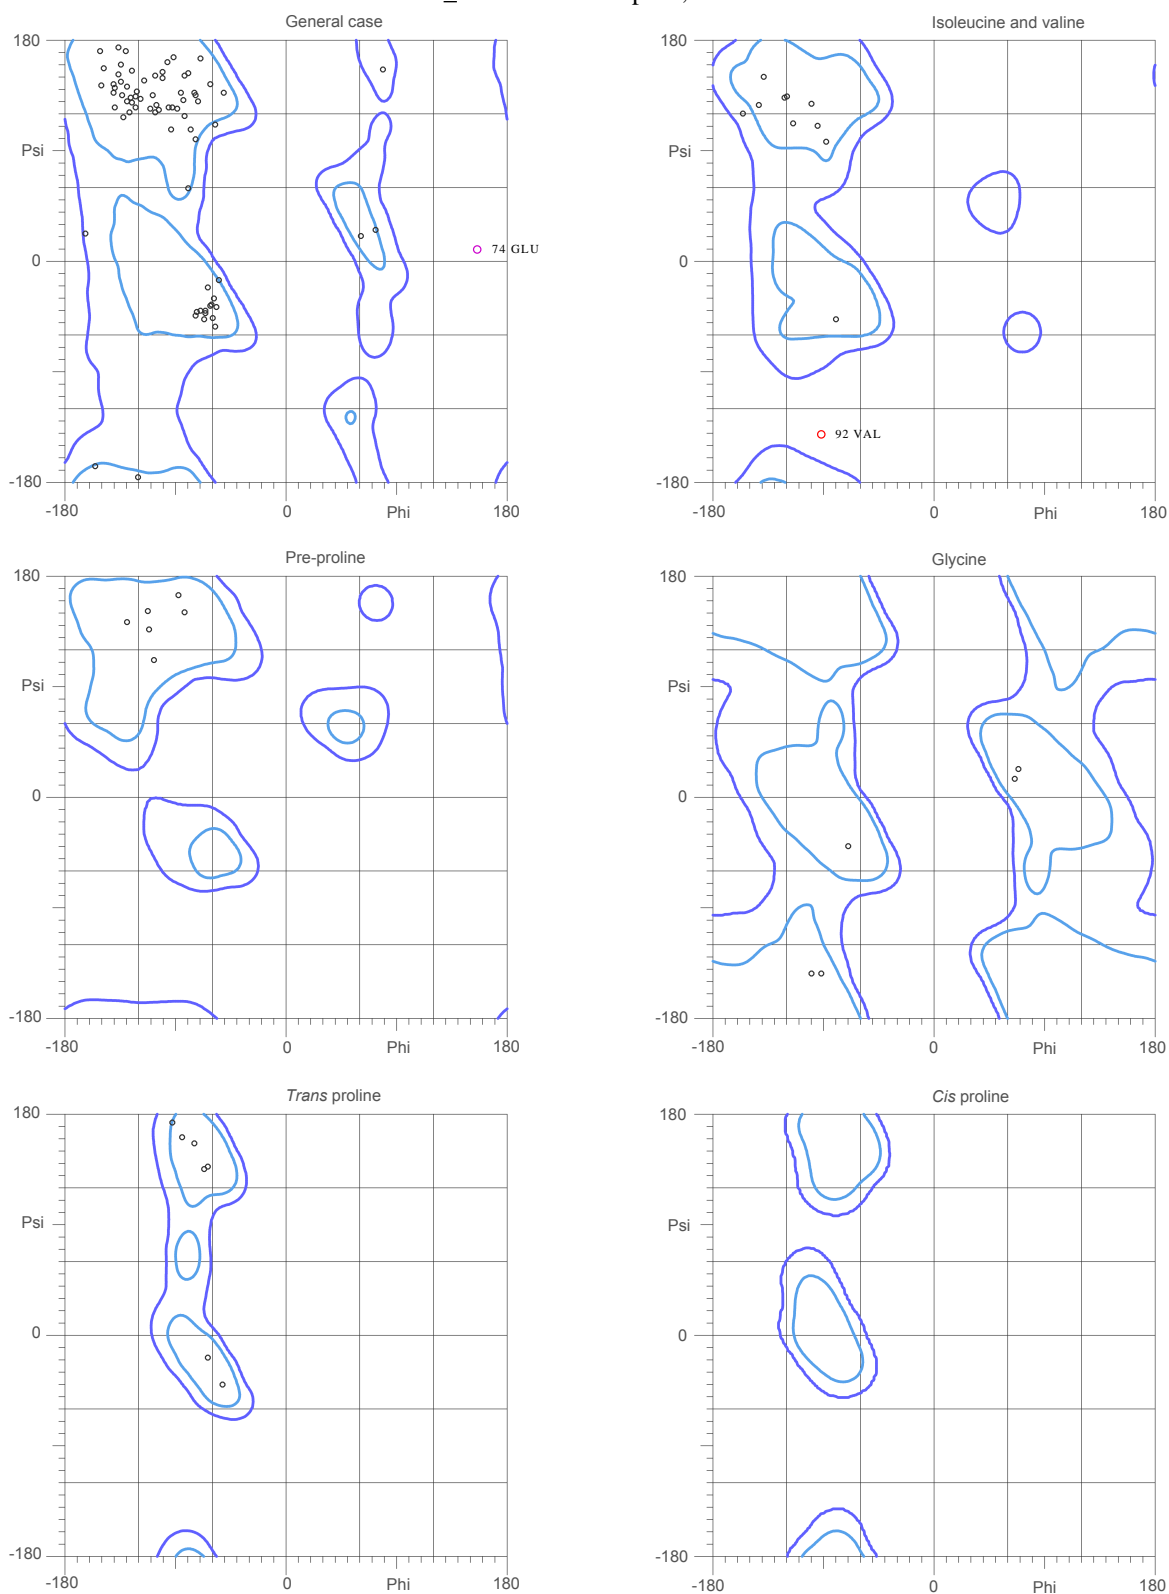 General case
180
Psi
0
-180
-180
0
Phi
180
74 GLU
Isoleucine and valine
180
Psi
0
-180
-180
0
Phi
180
92 VAL
Pre-proline
180
Psi
0
-180
-180
0
Phi
180
Glycine
180
Psi
0
-180
-180
0
Phi
180
Trans proline
180
Psi
0
-180
-180
0
Phi
180
Cis proline
180
Psi
0
-180
-180
0
Phi
180